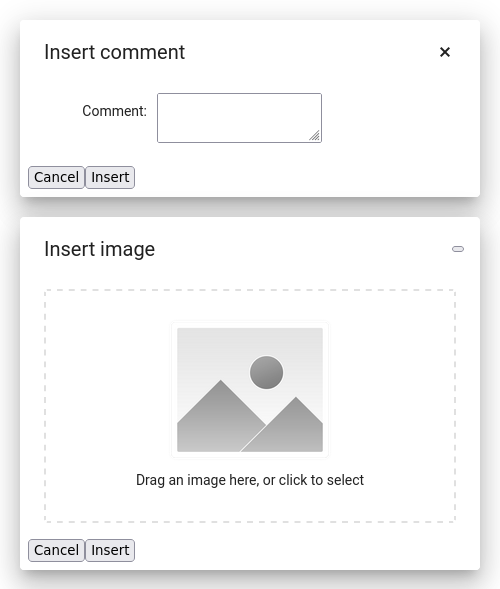 Insert comment
Comment:
Cancel Insert
Insert image
Drag an image here, or click to select
Cancel Insert